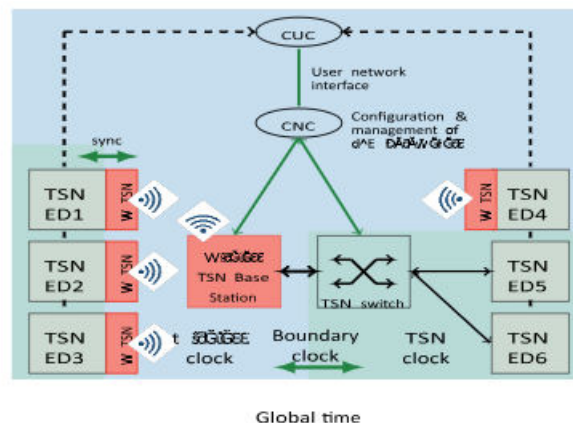 CUC
User network
interface
CNC
Configuration &
management of
sync
TSN
ED1
W TSN
W TSN
TSN
ED4
TSN
ED2
W TSN
TSN Base
Station
TSN switch
TSN
ED5
TSN
ED3
W TSN
clock
Boundary
clock
TSN
clock
TSN
ED6
Global time